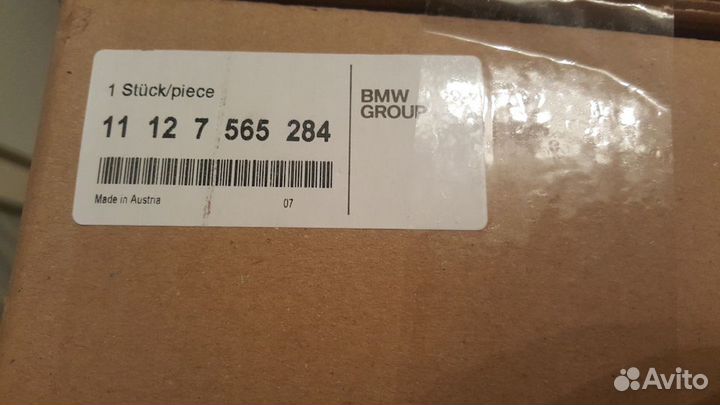 1 Stück/piece
11 12 7 565 284
Made in Austria
07
BMW
GROUP
Avito